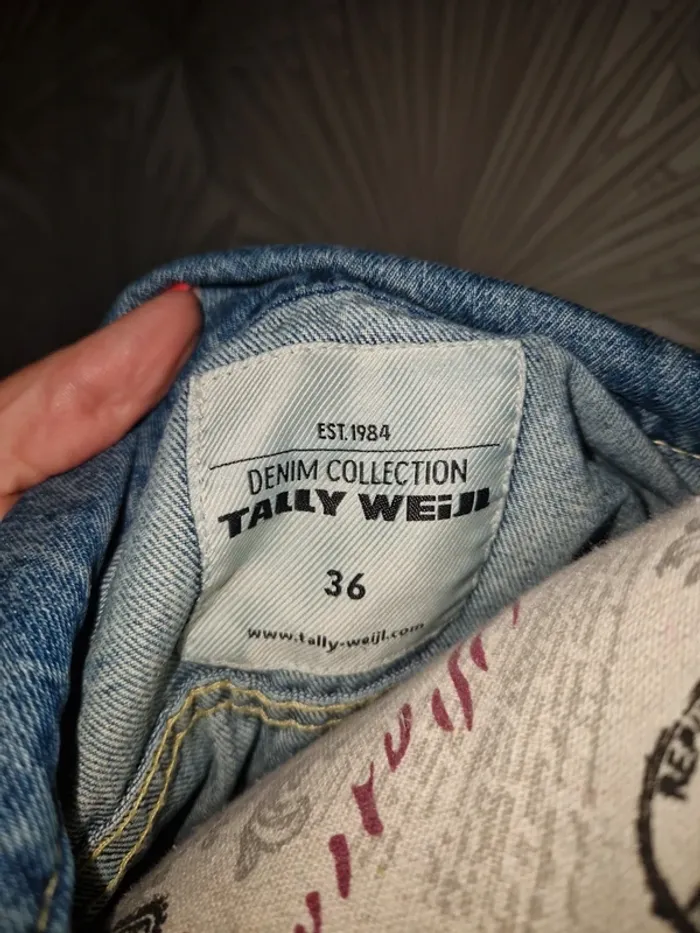 EST. 1984
DENIM COLLECTION
TALLY WEiJL
36
www.tally-weijl.com